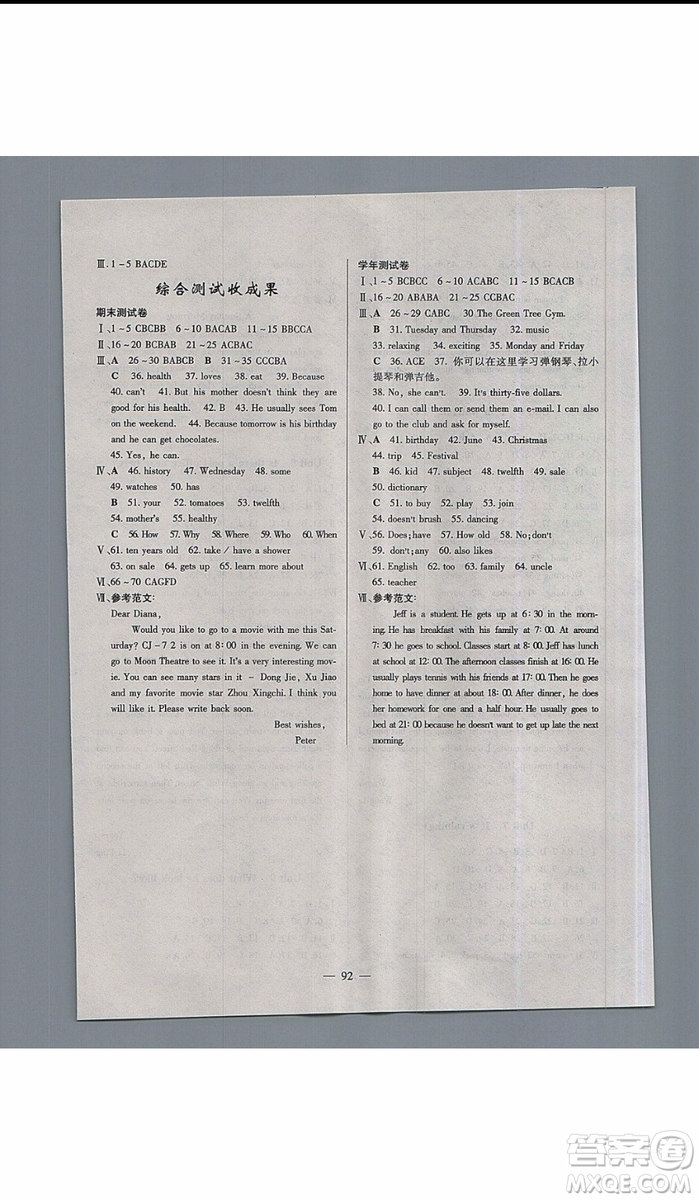 Ⅲ. 1~5 BACDE
综合测试收成果
期末测试卷
Ⅰ、1~5 CBCBB 6~10 BACAB 11~15 BBCCA
Ⅱ、16~20 BCBAB 21~25 ACBAC
Ⅲ、A 26~30 BABCB B 31~35 CCCBA
C 36. health 37. loves 38. eat 39. Because
40. can't 41. But his mother doesn't think they are
good for his health. 42. B 43. He usually sees Tom
on the weekend. 44. Because tomorrow is his birthday
and he can get chocolates.
45. Yes, he can.
Ⅳ、A 46. history 47. Wednesday 48. some
49. watches 50. has
B 51. your 52. tomatoes 53. twelfth
54. mother's 55. healthy
C 56. How 57. Why 58. Where 59. Who 60. When
Ⅴ、61. ten years old 62. take / have a shower
63. on sale 64. gets up 65. learn more about
Ⅵ、66~70 CAGFD
Ⅶ、参考范文:
Dear Diana,
Would you like to go to a movie with me this Sat-
urday? CJ-7 2 is on in the evening. We can
go to Moon Theatre to see it. It's a very interesting mov-
ie. You can see many stars in it - Dong Jie, Xu Jiao
and my favorite movie star Zhou Xingchi. I think you
will like it. Please write back soon.
Best wishes,
Peter
学年测试卷
Ⅰ、1~5 BCBCC 6~10 ACABC 11~15 BCACB
Ⅱ、16~20 ABABA 21~25 CCBAC
Ⅲ、A 26~29 CABC 30 The Green Tree Gym.
B 31. Tuesday and Thursday 32. music
33. relaxing 34. exciting 35. Monday and Friday
C 36. ACE 37. 你可以在这里学习弹钢琴、拉小
提琴和弹吉他。
38. No, she can't. 39. It's thirty-five dollars.
40. I can call them or send them an e-mail. I can also
go to the club and ask for myself.
Ⅳ、A 41. birthday 42. June 43. Christmas
44. trip 45. Festival
B 46. kid 47. subject 48. twelfth 49. sale
50. dictionary
C 51. to buy 52. play 53. join
54. doesn't brush 55. dancing
Ⅴ、56. Does; have 57. How old 58. No; don't
59. don't; any 60. also likes
Ⅵ、61. English 62. too 63. family 64. uncle
65. teacher
Ⅶ、参考范文:
Jeff is a student. He gets up at 6:30 in the morn-
ing. He has breakfast with his family at 7:00. At around
7:30 he goes to school. Classes start at 8:00. Jeff has lunch
at school at 12:00. The afternoon classes finish at 16:00. He
usually plays tennis with his friends at 17:00. Then he goes
home to have dinner at 18:00. After dinner, he does
her homework for one and a half hour. He usually goes to
bed at 21:00 because he doesn't want to get up late the next
morning.
— 92 —
答案圈
MXQE.COM